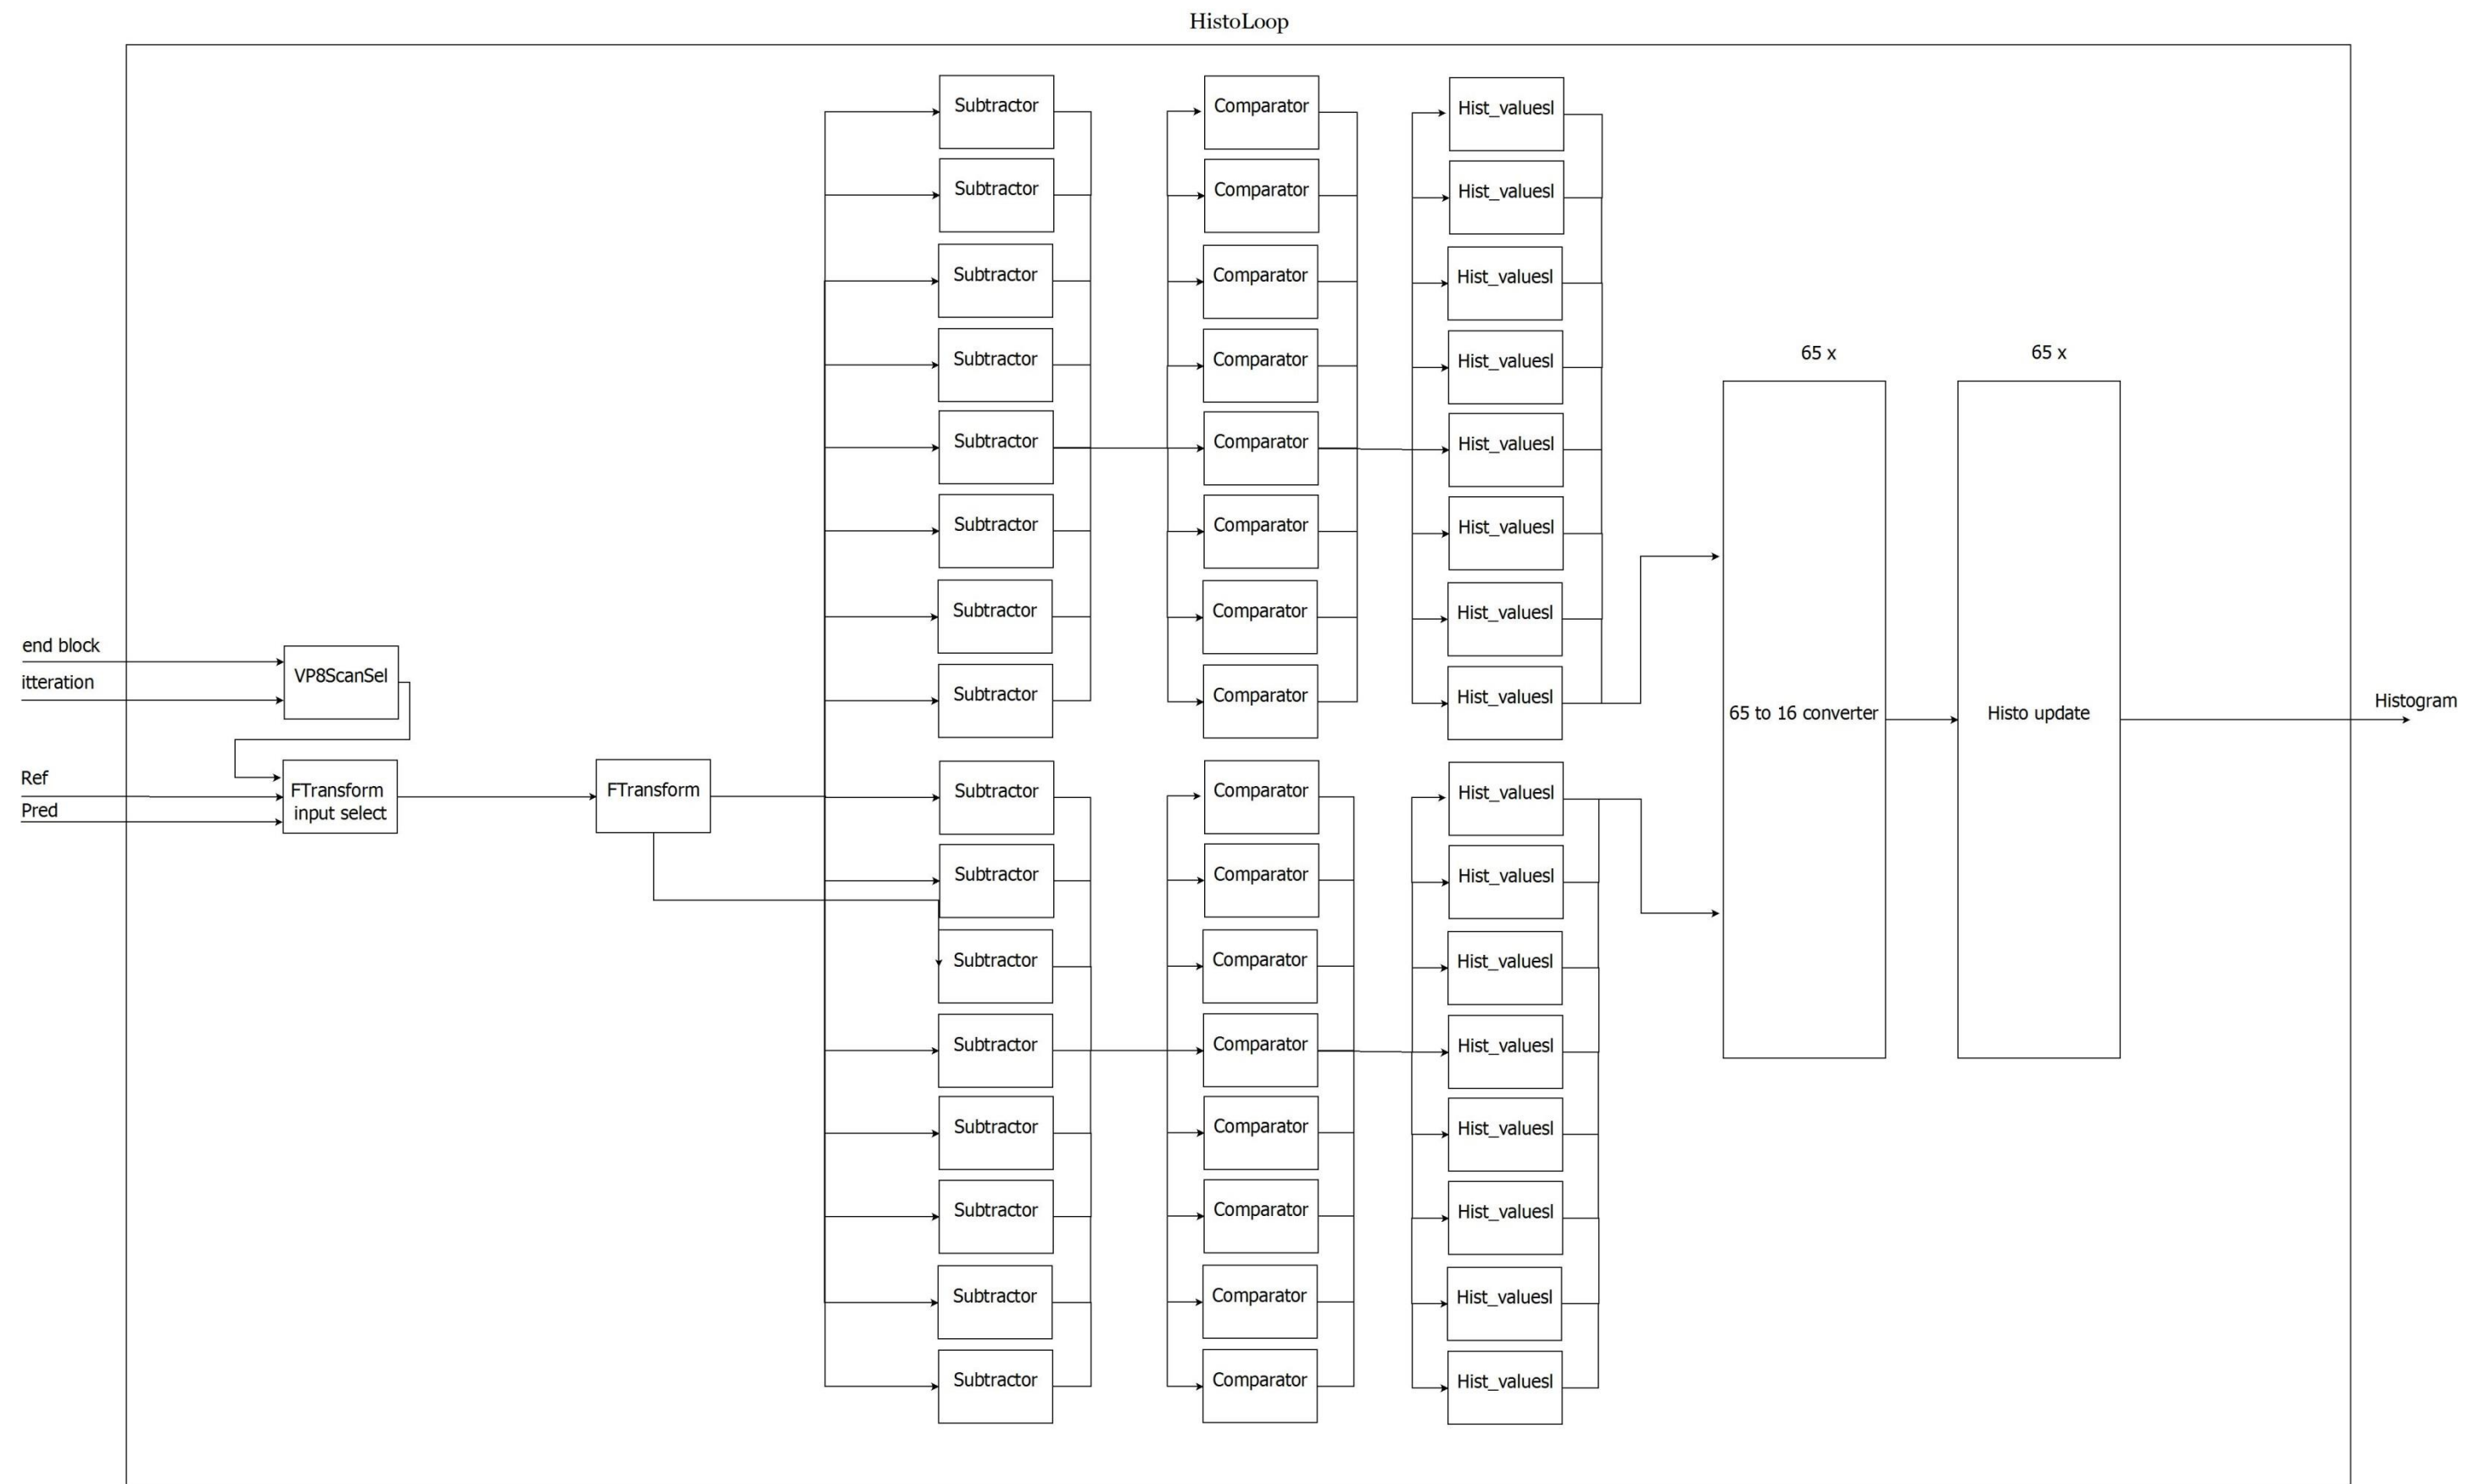 HistoLoop
Subtractor
Comparator
Hist_valuesl
Subtractor
Comparator
Hist_valuesl
Subtractor
Comparator
Hist_valuesl
Subtractor
Comparator
Hist_valuesl
65 x
65 x
Subtractor
Comparator
Hist_valuesl
Subtractor
Comparator
Hist_valuesl
Subtractor
Comparator
Hist_valuesl
end block
VP8ScanSel
itteration
Subtractor
Comparator
Hist_valuesl
65 to 16 converter
Histo update
Histogram
Ref
Pred
FTransform
input select
FTransform
Subtractor
Comparator
Hist_valuesl
Subtractor
Comparator
Hist_valuesl
Subtractor
Comparator
Hist_valuesl
Subtractor
Comparator
Hist_valuesl
Subtractor
Comparator
Hist_valuesl
Subtractor
Comparator
Hist_valuesl
Subtractor
Comparator
Hist_valuesl
Subtractor
Comparator
Hist_valuesl